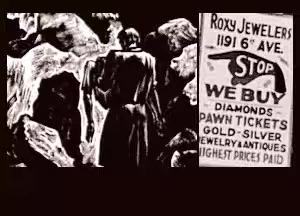 ROXY JEWELERS
1191 6TH AVE.
STOP
WE BUY
DIAMONDS
PAWN TICKETS
GOLD-SILVER
JEWELRY & ANTIQUES
HIGHEST PRICES PAID